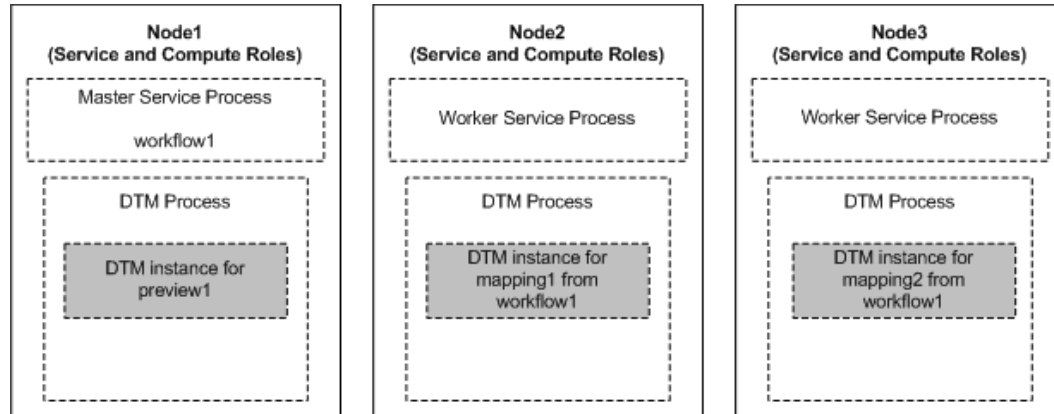 Node1
(Service and Compute Roles)
Master Service Process
workflow1
DTM Process
DTM instance for
preview1
Node2
(Service and Compute Roles)
Worker Service Process
DTM Process
DTM instance for
mapping1 from
workflow1
Node3
(Service and Compute Roles)
Worker Service Process
DTM Process
DTM instance for
mapping2 from
workflow1